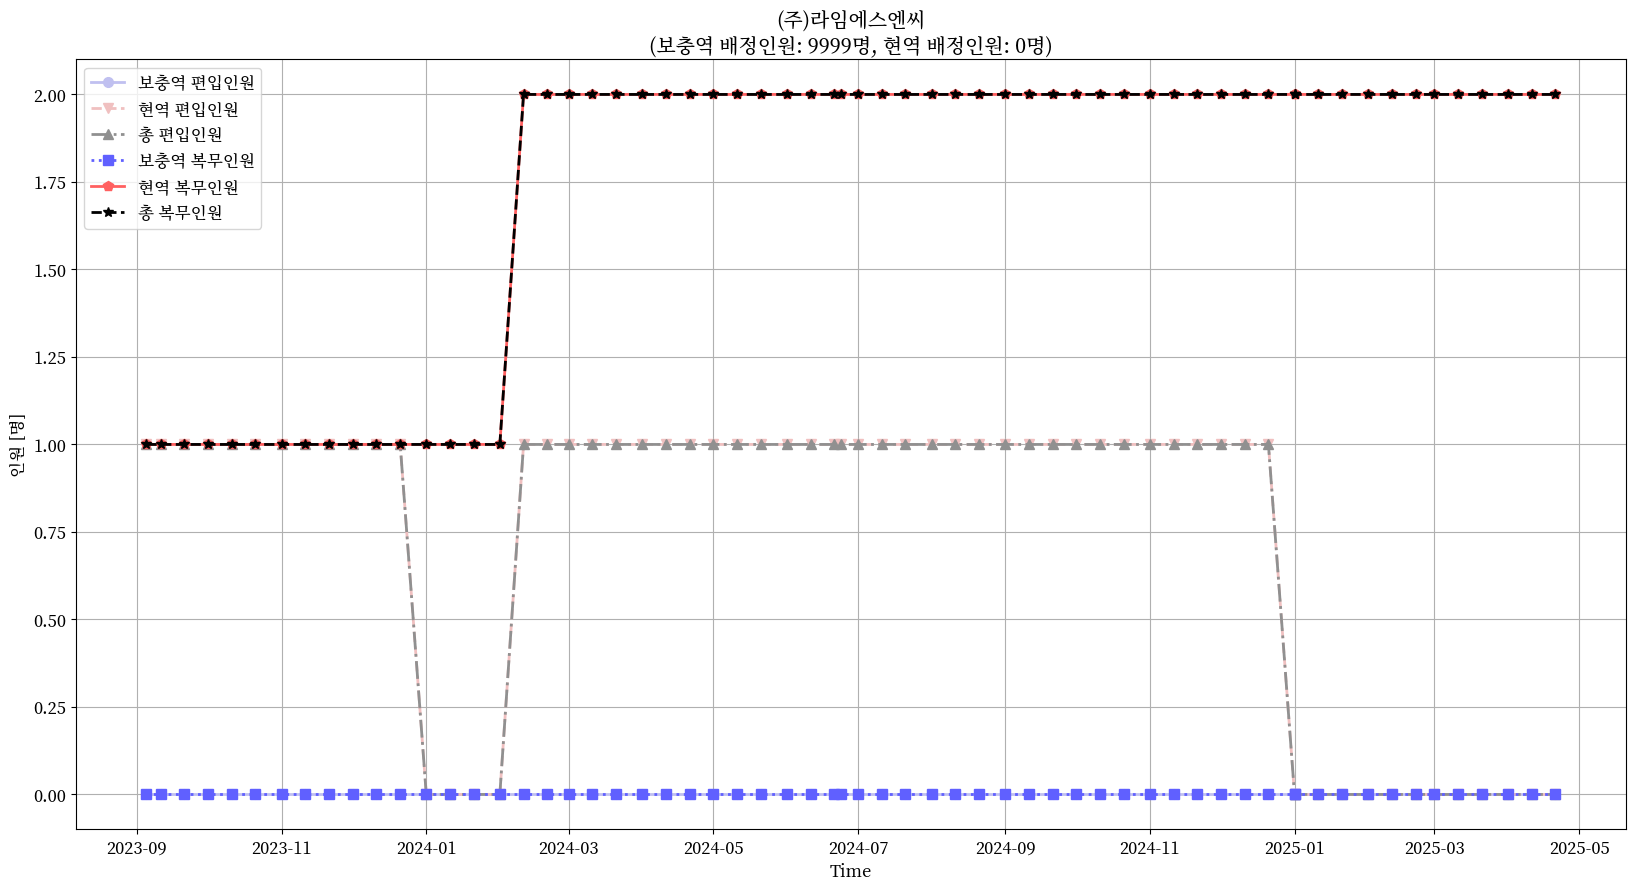 (주)라임에스엔씨
(보충역 배정인원: 9999명, 현역 배정인원: 0명)
보충역 편입인원
현역 편입인원
총 편입인원
보충역 복무인원
현역 복무인원
총 복무인원
인원 [명]
2.00
1.75
1.50
1.25
1.00
0.75
0.50
0.25
0.00
2023-09
2023-11
2024-01
2024-03
2024-05
2024-07
2024-09
2024-11
2025-01
2025-03
2025-05
Time